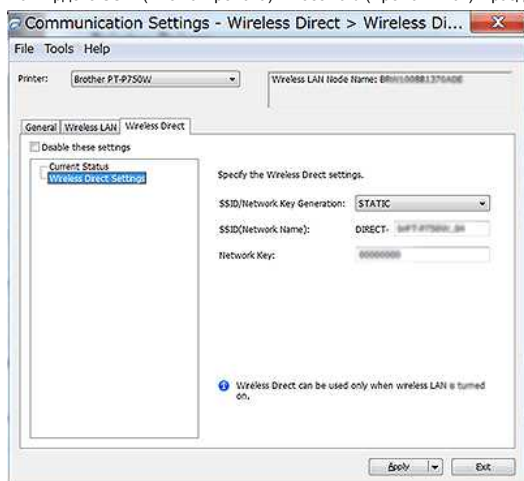 Communication Settings - Wireless Direct > Wireless Di...
File Tools Help
Printer: Brother PT-P750W Wireless LAN Node Name:
General Wireless LAN Wireless Direct
Disable these settings
Current Status
Wireless Direct Settings
Specify the Wireless Direct settings.
SSID/Network Key Generation: STATIC
SSID(Network Name): DIRECT-
Network Key: 00000000
Wireless Direct can be used only when wireless LAN is turned
on.
Apply Exit